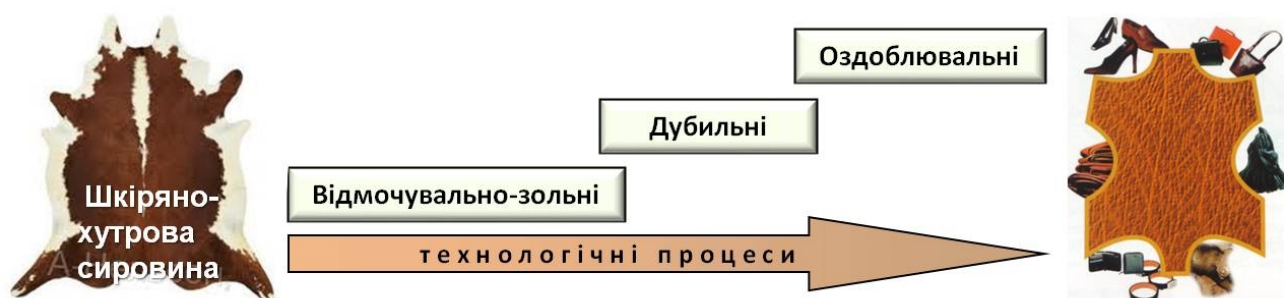 Оздоблювальні
Дубильні
Відмочувально-зольні
Шкіряно-
хутрова
сировина
технологічні процеси